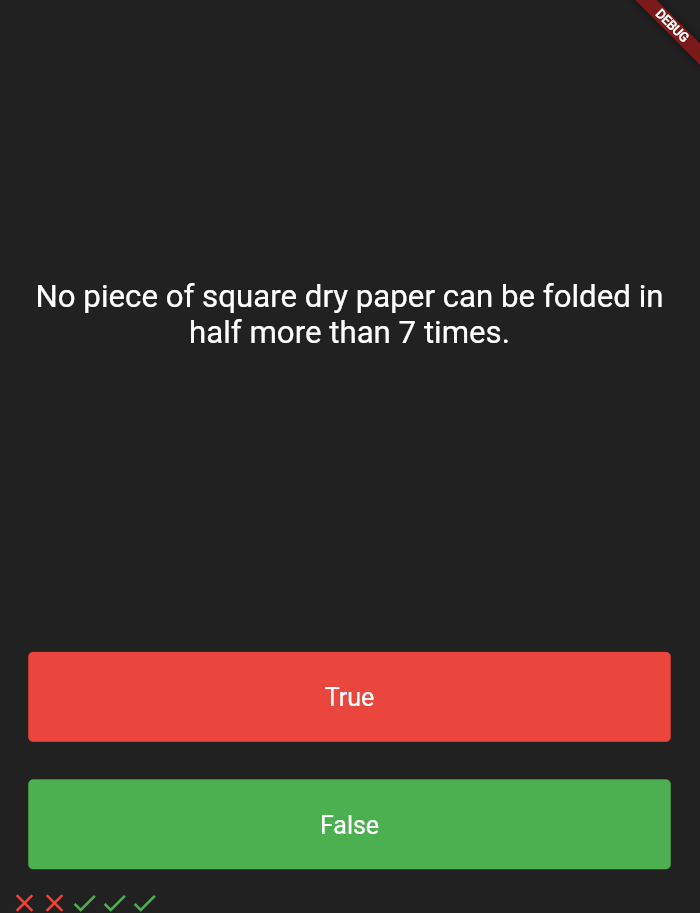 DEBUG
No piece of square dry paper can be folded in
half more than 7 times.
True
False